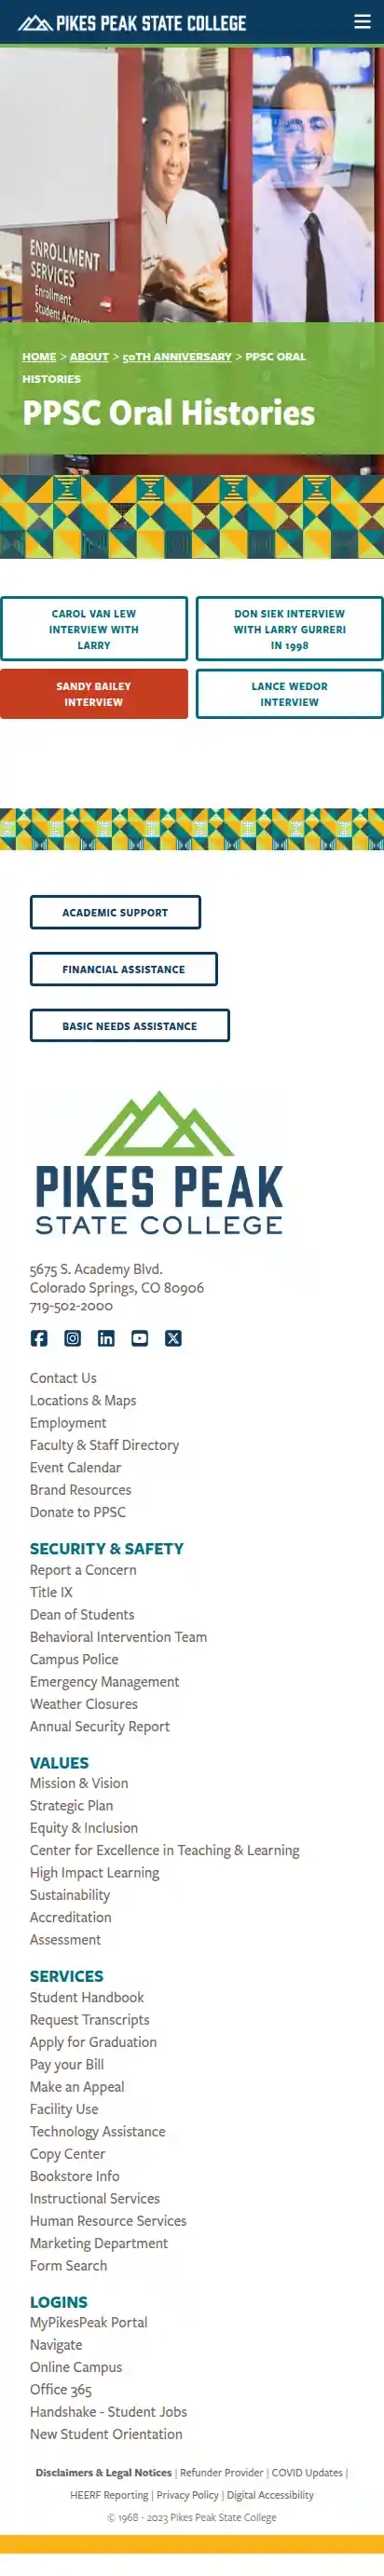 PIKES PEAK STATE COLLEGE
ENROLLMENT
SERVICES
Enrollment
HOME > ABOUT > 50TH ANNIVERSARY > PPSC ORAL
HISTORIES
PPSC Oral Histories
CAROL VAN LEW
INTERVIEW WITH
LARRY
DON SIEK INTERVIEW
WITH LARRY GURRERI
IN 1998
SANDY BAILEY
INTERVIEW
LANCE WEDOR
INTERVIEW
ACADEMIC SUPPORT
FINANCIAL ASSISTANCE
BASIC NEEDS ASSISTANCE
PIKES PEAK
STATE COLLEGE
5675 S. Academy Blvd.
Colorado Springs, CO 80906
719-502-2000
Contact Us
Locations & Maps
Employment
Faculty & Staff Directory
Event Calendar
Brand Resources
Donate to PPSC
SECURITY & SAFETY
Report a Concern
Title IX
Dean of Students
Behavioral Intervention Team
Campus Police
Emergency Management
Weather Closures
Annual Security Report
VALUES
Mission & Vision
Strategic Plan
Equity & Inclusion
Center for Excellence in Teaching & Learning
High Impact Learning
Sustainability
Accreditation
Assessment
SERVICES
Student Handbook
Request Transcripts
Apply for Graduation
Pay your Bill
Make an Appeal
Facility Use
Technology Assistance
Copy Center
Bookstore Info
Instructional Services
Human Resource Services
Marketing Department
Form Search
LOGINS
MyPikesPeak Portal
Navigate
Online Campus
Office 365
Handshake - Student Jobs
New Student Orientation
Disclaimers & Legal Notices | Refunder Provider | COVID Updates |
HEERF Reporting | Privacy Policy | Digital Accessibility
© 1968 - 2023 Pikes Peak State College